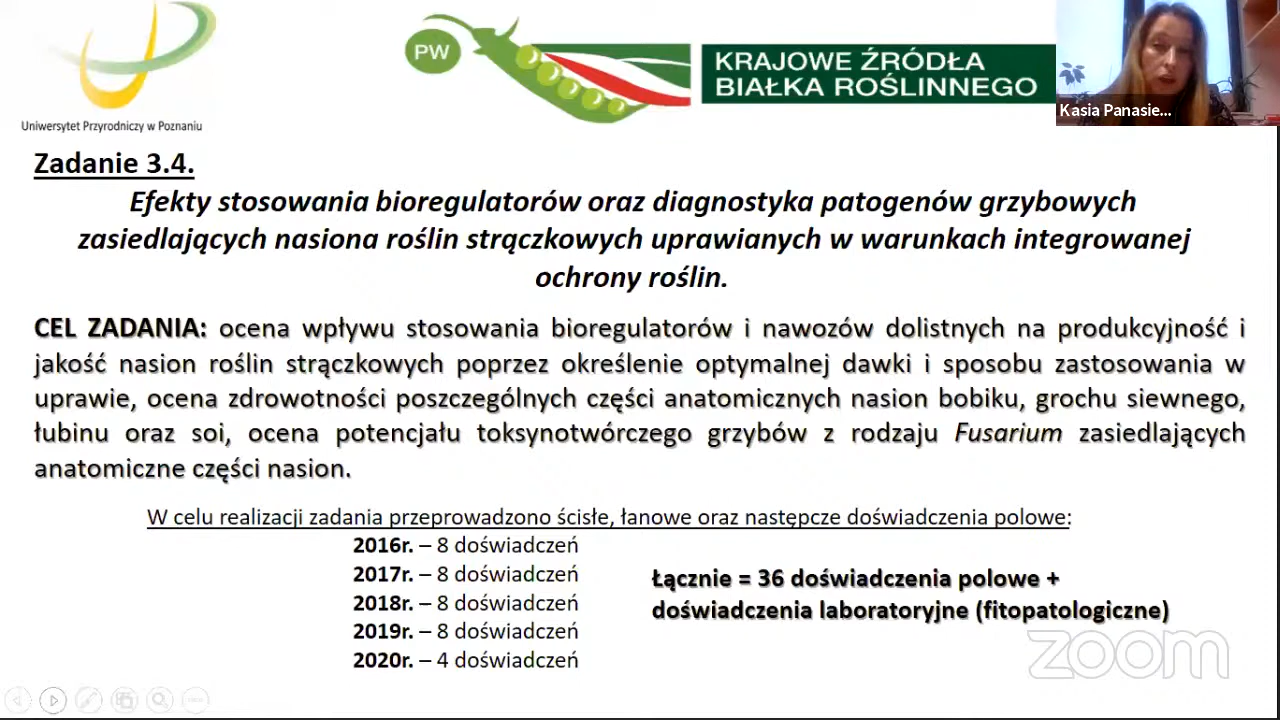 Uniwersytet Przyrodniczy w Poznaniu
PW
KRAJOWE ŹRÓDŁA
BIAŁKA ROŚLINNEGO
Kasia Panasie...
Zadanie 3.4.
Efekty stosowania bioregulatorów oraz diagnostyka patogenów grzybowych
zasiedlających nasiona roślin strączkowych uprawianych w warunkach integrowanej
ochrony roślin.
CEL ZADANIA: ocena wpływu stosowania bioregulatorów i nawozów dolistnych na produkcyjność i
jakość nasion roślin strączkowych poprzez określenie optymalnej dawki i sposobu zastosowania w
uprawie, ocena zdrowotności poszczególnych części anatomicznych nasion bobiku, grochu siewnego,
łubinu oraz soi, ocena potencjału toksynotwórczego grzybów z rodzaju Fusarium zasiedlających
anatomiczne części nasion.
W celu realizacji zadania przeprowadzono ścisłe, łanowe oraz następcze doświadczenia polowe:
2016r. – 8 doświadczeń
2017r. – 8 doświadczeń
2018r. – 8 doświadczeń
2019r. – 8 doświadczeń
2020r. – 4 doświadczeń
Łącznie = 36 doświadczenia polowe +
doświadczenia laboratoryjne (fitopatologiczne)
zoom